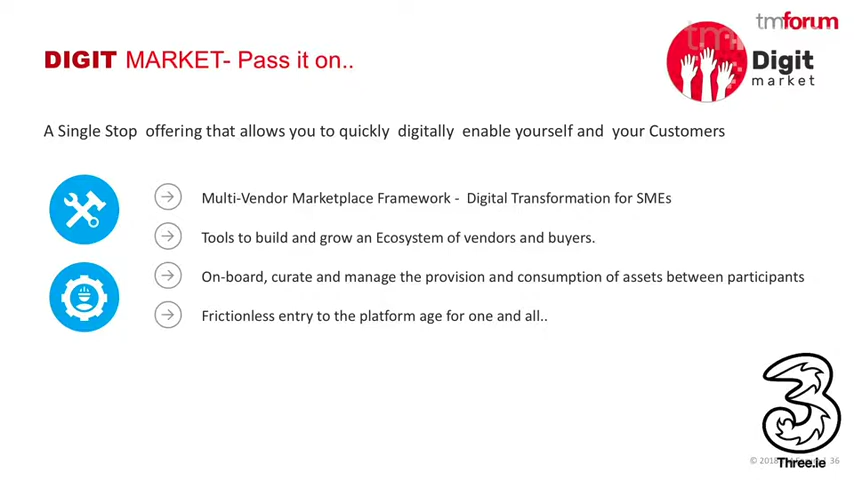 tmforum
DIGIT MARKET- Pass it on..
Digit
market
A Single Stop offering that allows you to quickly digitally enable yourself and your Customers
Multi-Vendor Marketplace Framework - Digital Transformation for SMEs
Tools to build and grow an Ecosystem of vendors and buyers.
On-board, curate and manage the provision and consumption of assets between participants
Frictionless entry to the platform age for one and all..
3
Three.ie
© 2018 36